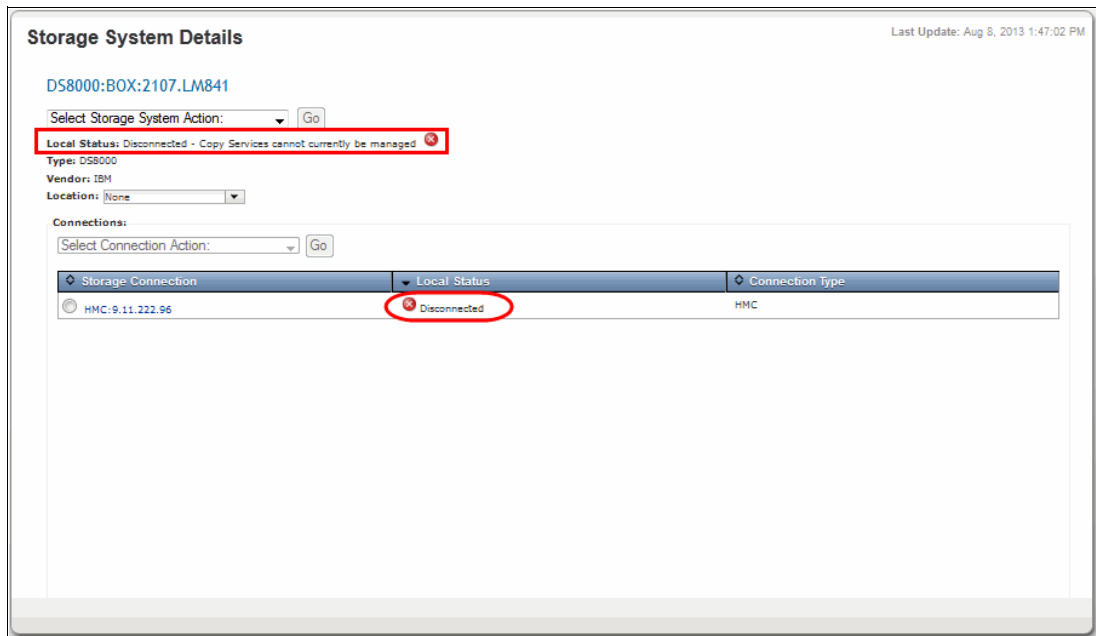 Storage System Details
Last Update: Aug 8, 2013 1:47:02 PM
DS8000:BOX:2107.LM841
Select Storage System Action:
Go
Local Status: Disconnected - Copy Services cannot currently be managed
Type: DS8000
Vendor: IBM
Location: None
Connections:
Select Connection Action:
Go
Storage Connection
Local Status
Connection Type
HMC:9.11.222.96
Disconnected
HMC